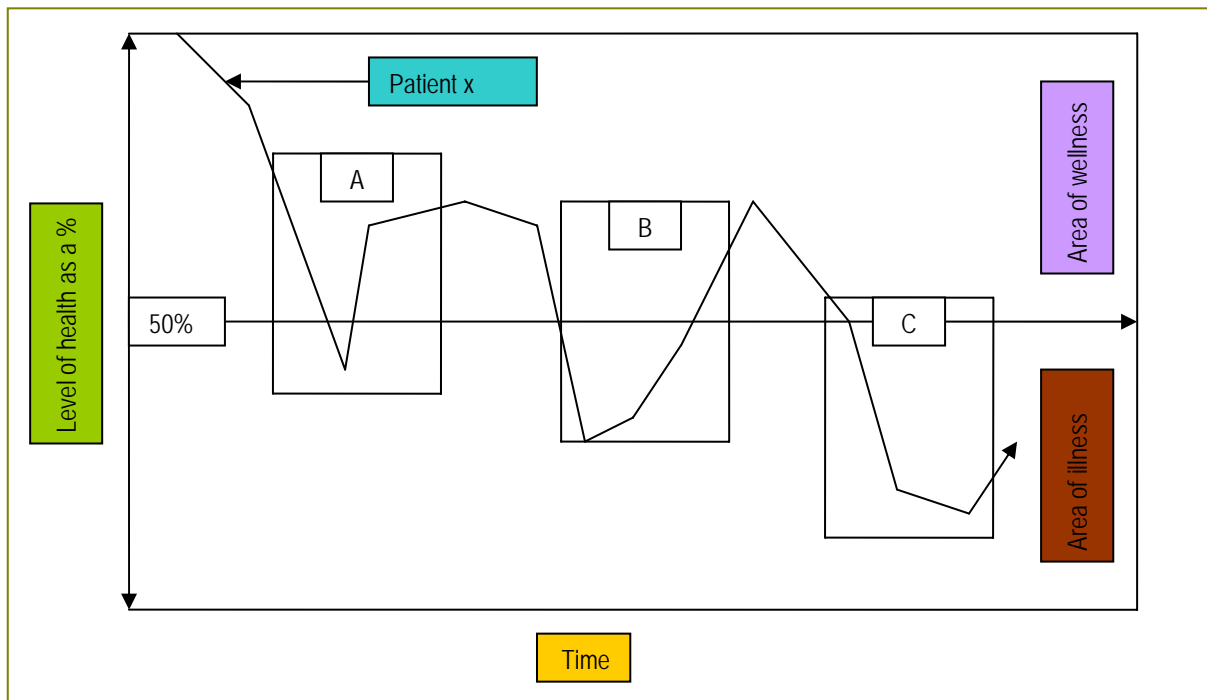 Patient x
A
B
Area of wellness
Level of health as a %
50%
C
Area of illness
Time